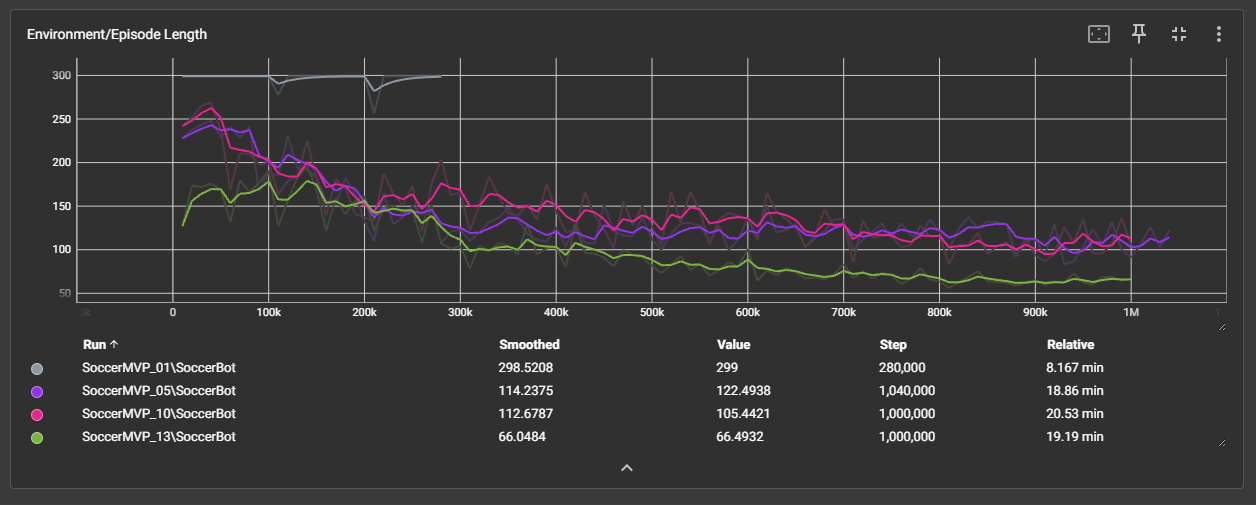 Environment/Episode Length
300
250
200
150
100
50
0 100k 200k 300k 400k 500k 600k 700k 800k 900k 1M
Run ↑ Smoothed Value Step Relative
SoccerMVP_01\SoccerBot 298.5208 299 280,000 8.167 min
SoccerMVP_05\SoccerBot 114.2375 122.4938 1,040,000 18.86 min
SoccerMVP_10\SoccerBot 112.6787 105.4421 1,000,000 20.53 min
SoccerMVP_13\SoccerBot 66.0484 66.4932 1,000,000 19.19 min